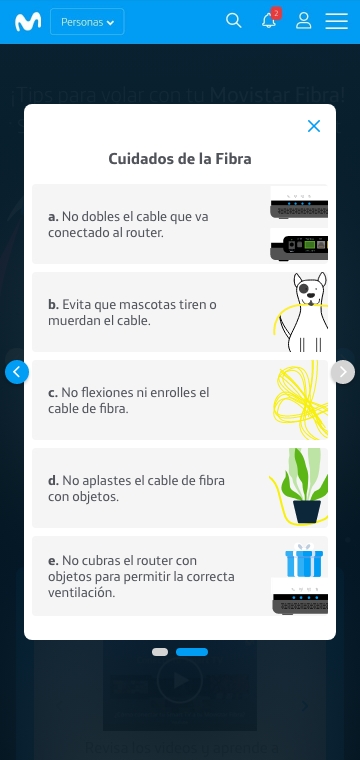 Personas
2
¡Tips para volar con tu Movistar Fibra!
Cuidados de la Fibra
a. No dobles el cable que va
conectado al router.
b. Evita que mascotas tiren o
muerdan el cable.
c. No flexiones ni enrolles el
cable de fibra.
d. No aplastes el cable de fibra
con objetos.
e. No cubras el router con
objetos para permitir la correcta
ventilación.